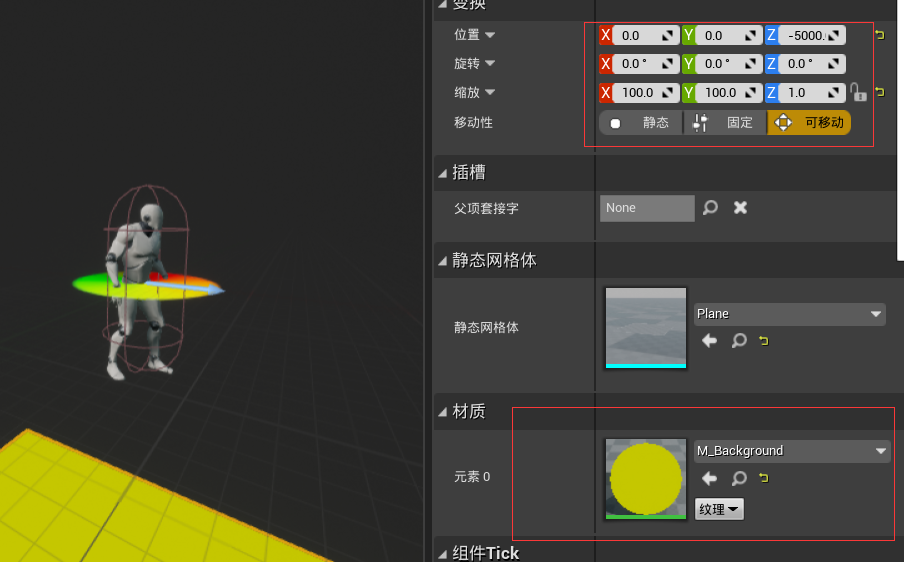 变换
位置 X 0.0 Y 0.0 Z -5000.
旋转 X 0.0 ° Y 0.0 ° Z 0.0 °
缩放 X 100.0 Y 100.0 Z 1.0
移动性 静态 固定 可移动
插槽
父项套接字 None
静态网格体
静态网格体 Plane
材质
元素 0 M_Background
纹理
组件Tick